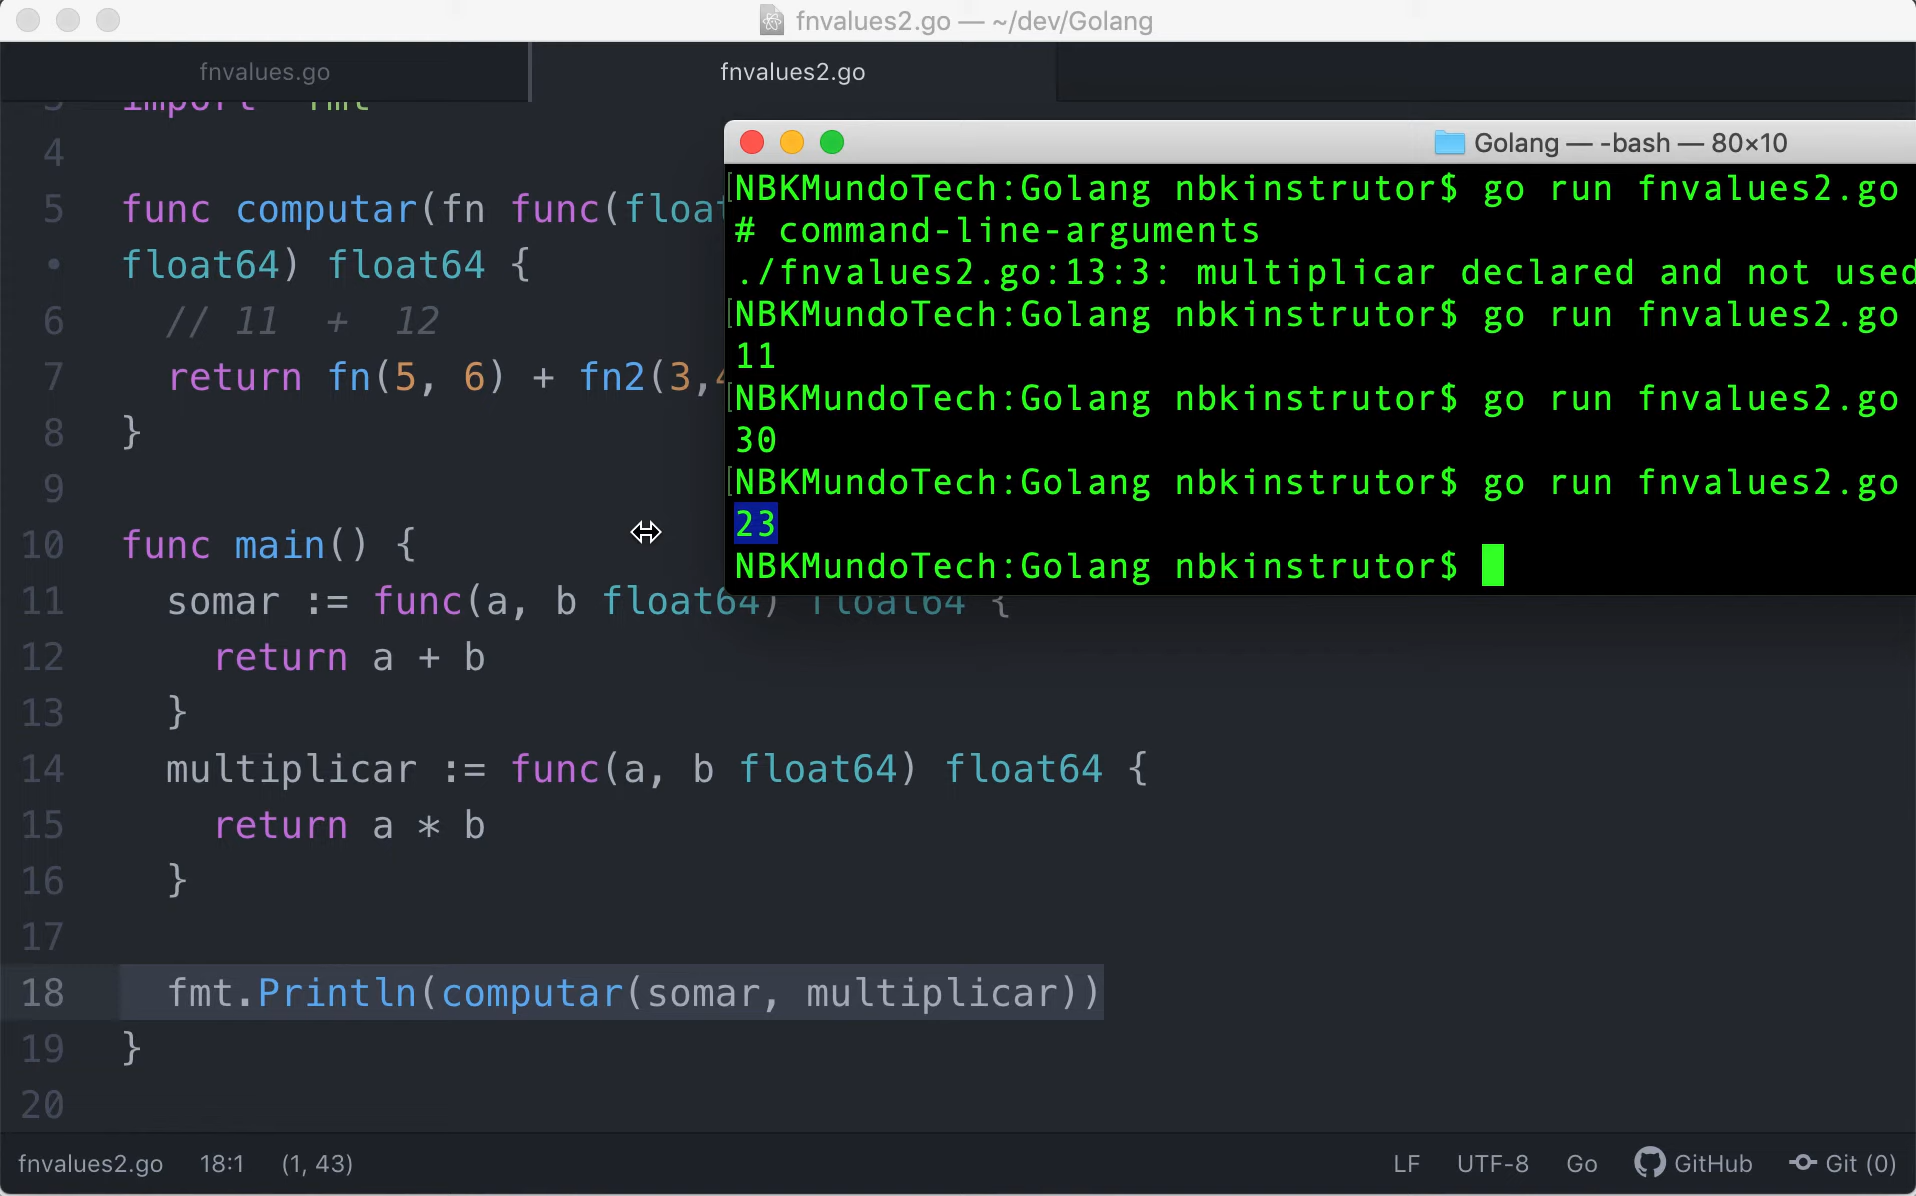 fnvalues2.go — ~/dev/Golang
fnvalues.go
fnvalues2.go
3 import "fmt"
4
5 func computar(fn func(float
• float64) float64 {
6 // 11 + 12
7 return fn(5, 6) + fn2(3,4
8 }
9
10 func main() {
11 somar := func(a, b float64) float64 {
12 return a + b
13 }
14 multiplicar := func(a, b float64) float64 {
15 return a * b
16 }
17
18 fmt.Println(computar(somar, multiplicar))
19 }
20
Golang — -bash — 80×10
NBKMundoTech:Golang nbkinstrutor$ go run fnvalues2.go
# command-line-arguments
./fnvalues2.go:13:3: multiplicar declared and not used
NBKMundoTech:Golang nbkinstrutor$ go run fnvalues2.go
11
NBKMundoTech:Golang nbkinstrutor$ go run fnvalues2.go
30
NBKMundoTech:Golang nbkinstrutor$ go run fnvalues2.go
23
NBKMundoTech:Golang nbkinstrutor$
fnvalues2.go 18:1 (1, 43) LF UTF-8 Go GitHub Git (0)